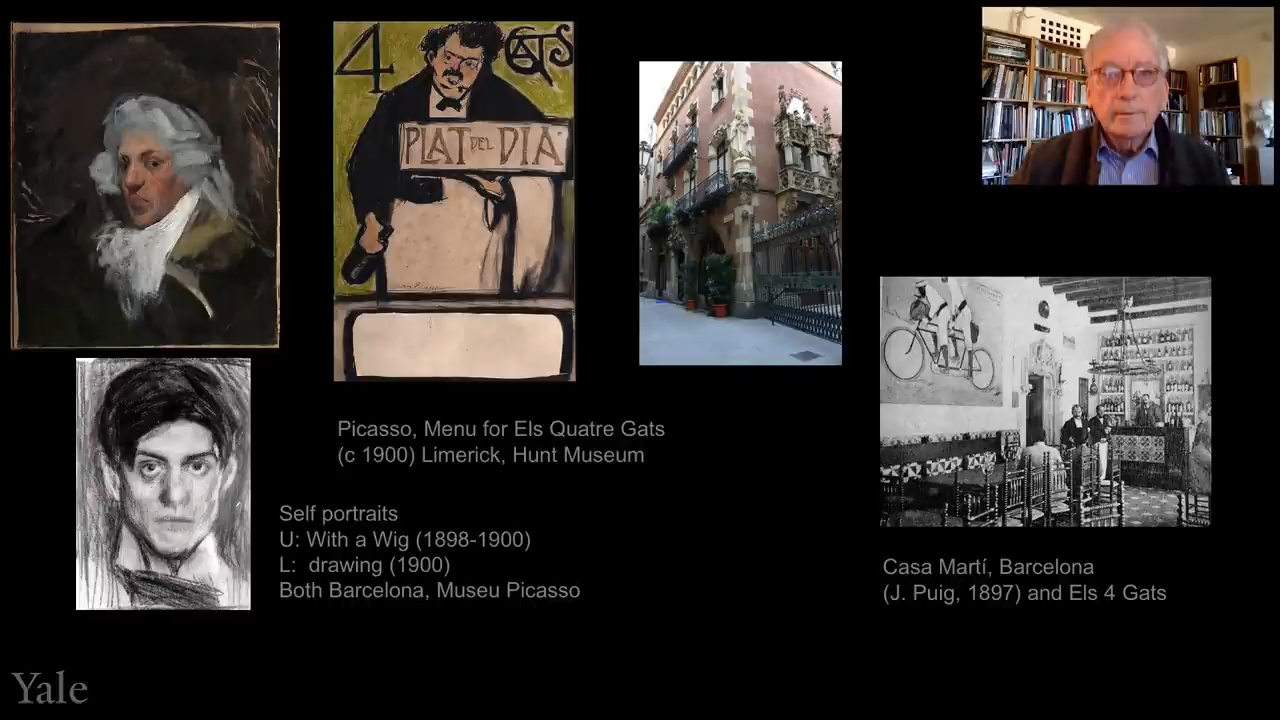 4 GATS
PLAT DEL DIA
Picasso, Menu for Els Quatre Gats
(c 1900) Limerick, Hunt Museum
Self portraits
U: With a Wig (1898-1900)
L:  drawing (1900)
Both Barcelona, Museu Picasso
Casa Martí, Barcelona
(J. Puig, 1897) and Els 4 Gats
Yale